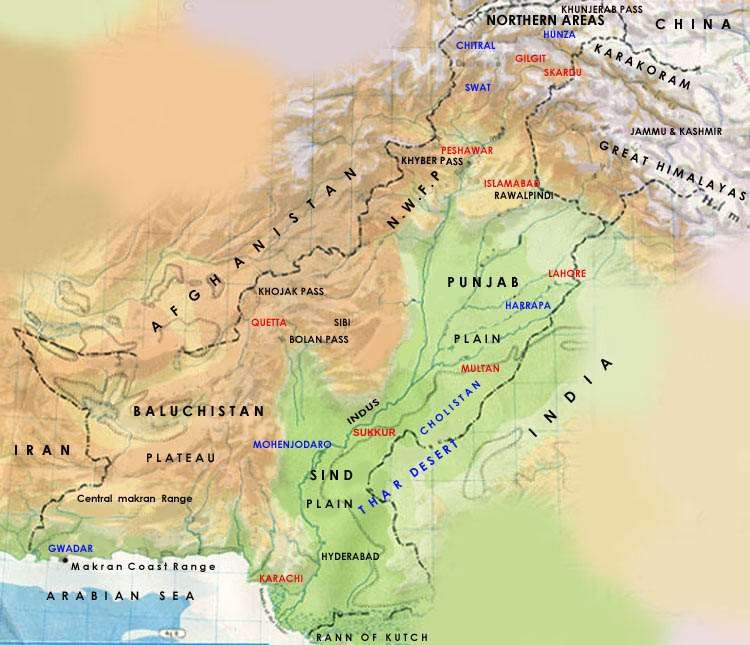 KHUNJERAB PASS
NORTHERN AREAS
CHINA
HUNZA
CHITRAL
GILGIT
KARAKORAM
SKARDU
SWAT
JAMMU & KASHMIR
PESHAWAR
KHYBER PASS
GREAT HIMALAYAS
ISLAMABAD
RAWALPINDI
N.W.F.P
AFGHANISTAN
LAHORE
PUNJAB
KHOJAK PASS
HARRAPA
QUETTA
SIBI
BOLAN PASS
PLAIN
MULTAN
INDIA
CHOLISTAN
INDUS
BALUCHISTAN
SUKKUR
MOHENJODARO
IRAN
PLATEAU
THAR DESERT
SIND
Central makran Range
PLAIN
GWADAR
HYDERABAD
Makran Coast Range
KARACHI
ARABIAN SEA
RANN OF KUTCH